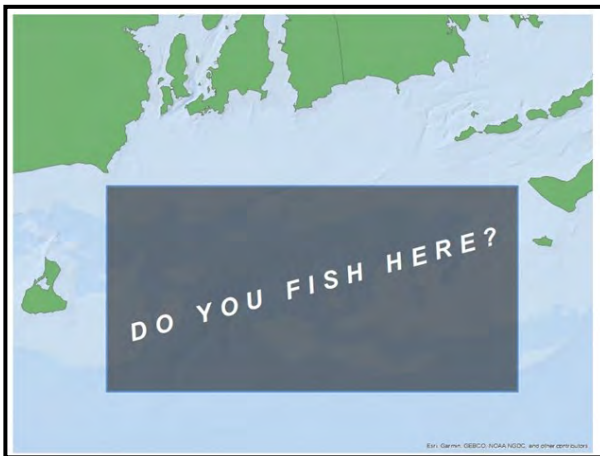 DO YOU FISH HERE?
Esri, Garmin, GEBCO, NOAA NGDC, and other contributors